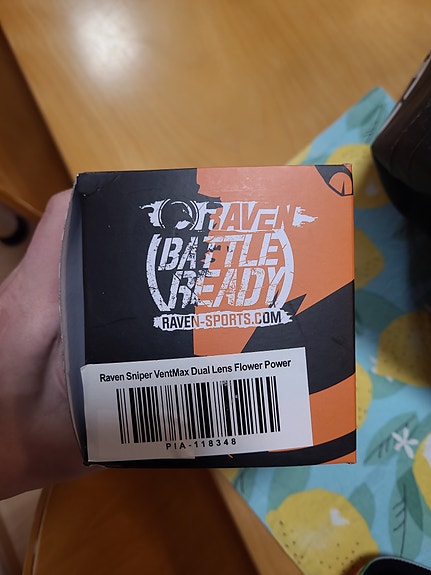 RAVEN
BATTLE
READY
RAVEN-SPORTS.COM
Raven Sniper VentMax Dual Lens Flower Power
PIA-118348